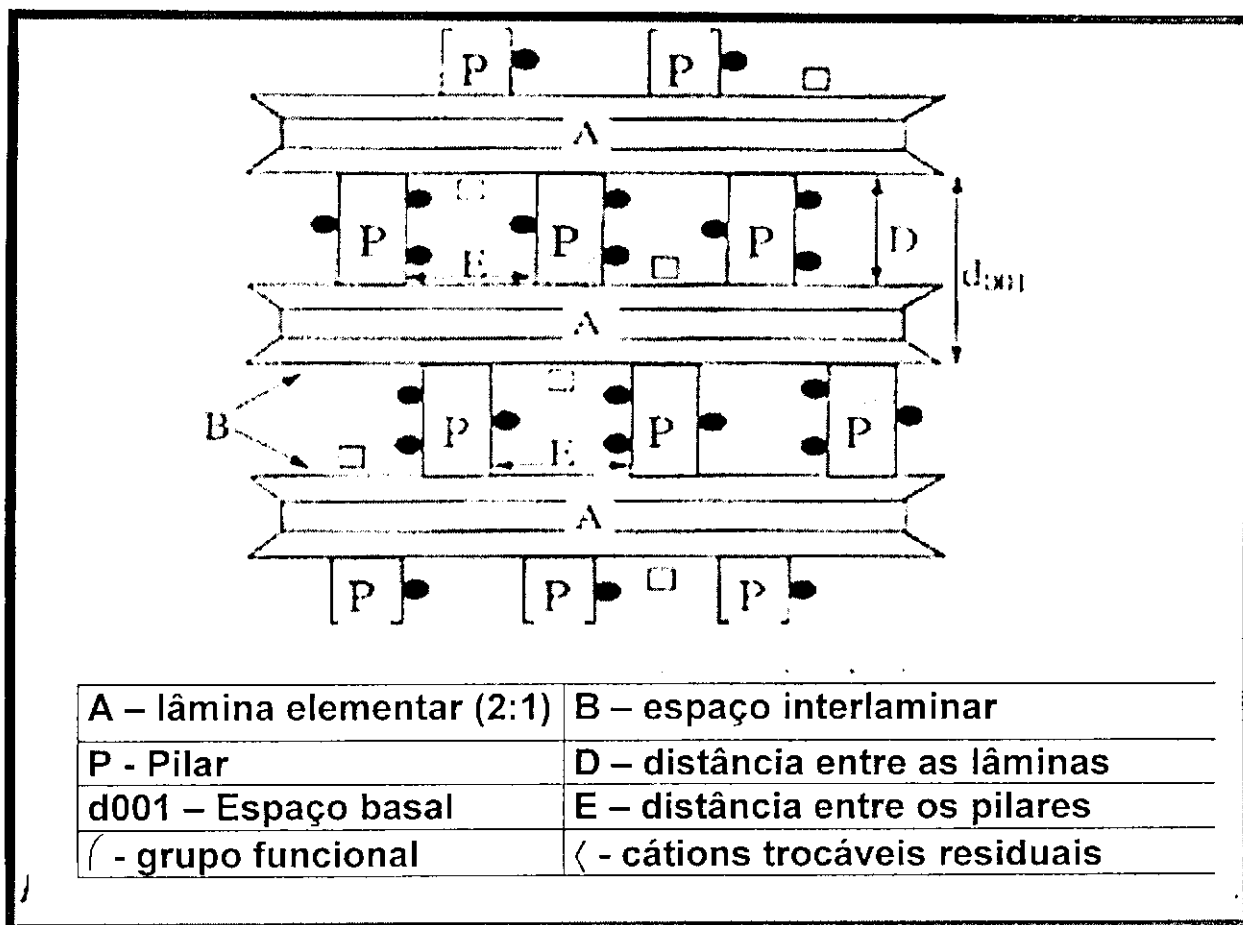 P P
A
P P P
E D
d001
A
B
P P P
E
A
P P P
A – lâmina elementar (2:1) B – espaço interlaminar
P - Pilar D – distância entre as lâminas
d001 – Espaço basal E – distância entre os pilares
( - grupo funcional ⟨ - cátions trocáveis residuais